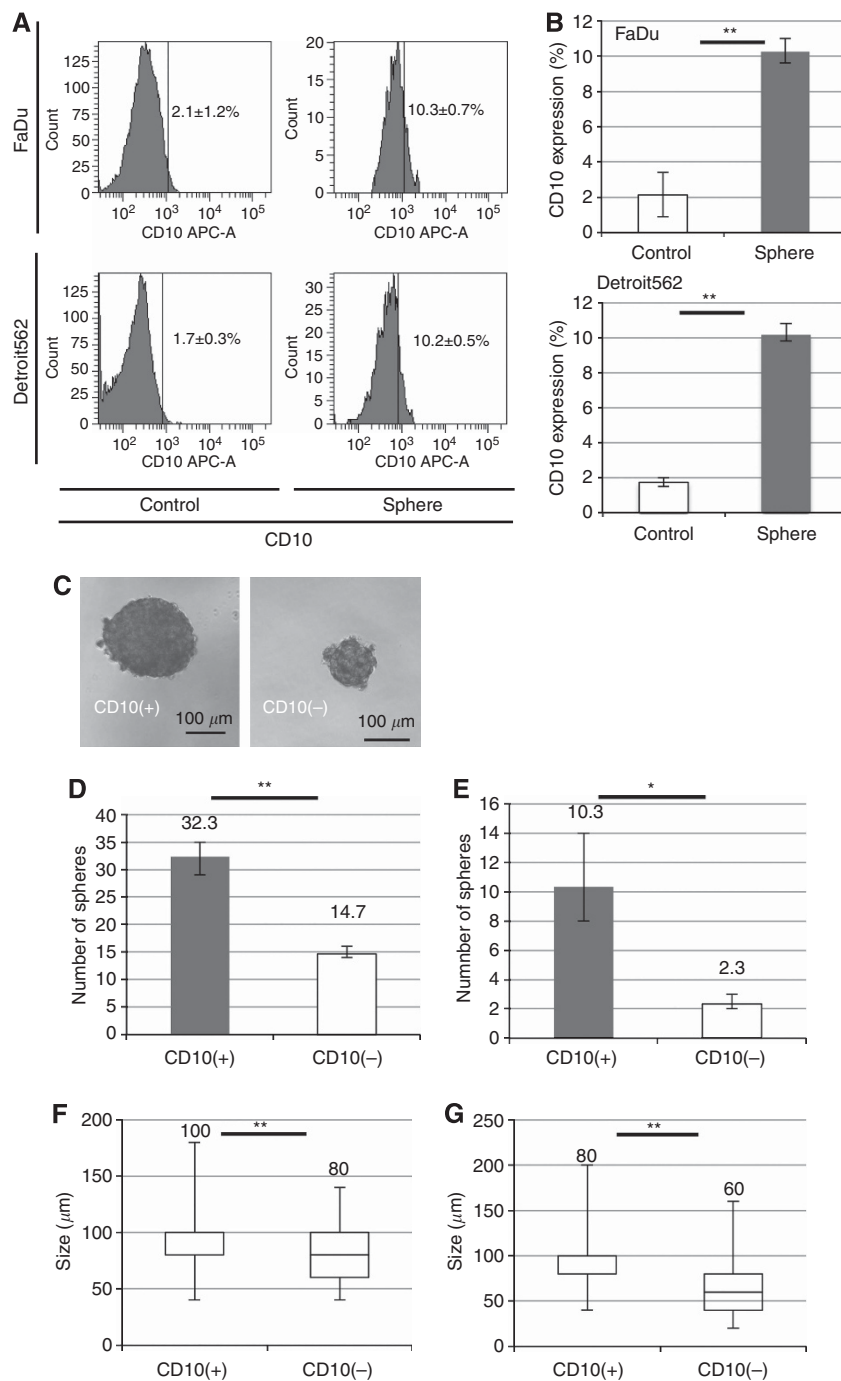 A
FaDu
Count
125
100
75
50
25
0
2.1±1.2%
10² 10³ 10⁴ 10⁵
CD10 APC-A
Count
20
15
10
5
0
10.3±0.7%
10² 10³ 10⁴ 10⁵
CD10 APC-A
Detroit562
Count
125
100
75
50
25
0
1.7±0.3%
10² 10³ 10⁴ 10⁵
CD10 APC-A
Count
30
25
20
15
10
5
0
10.2±0.5%
10² 10³ 10⁴ 10⁵
CD10 APC-A
Control
Sphere
CD10
B
FaDu
**
CD10 expression (%)
12
10
8
6
4
2
0
Control
Sphere
Detroit562
**
CD10 expression (%)
12
10
8
6
4
2
0
Control
Sphere
C
CD10(+)
100 μm
CD10(–)
100 μm
D
**
Number of spheres
40
35
30
25
20
15
10
5
0
32.3
14.7
CD10(+)
CD10(–)
E
*
Numnber of spheres
16
14
12
10
8
6
4
2
0
10.3
2.3
CD10(+)
CD10(–)
F
**
Size (μm)
200
150
100
50
0
100
80
CD10(+)
CD10(–)
G
**
Size (μm)
250
200
150
100
50
0
80
60
CD10(+)
CD10(–)